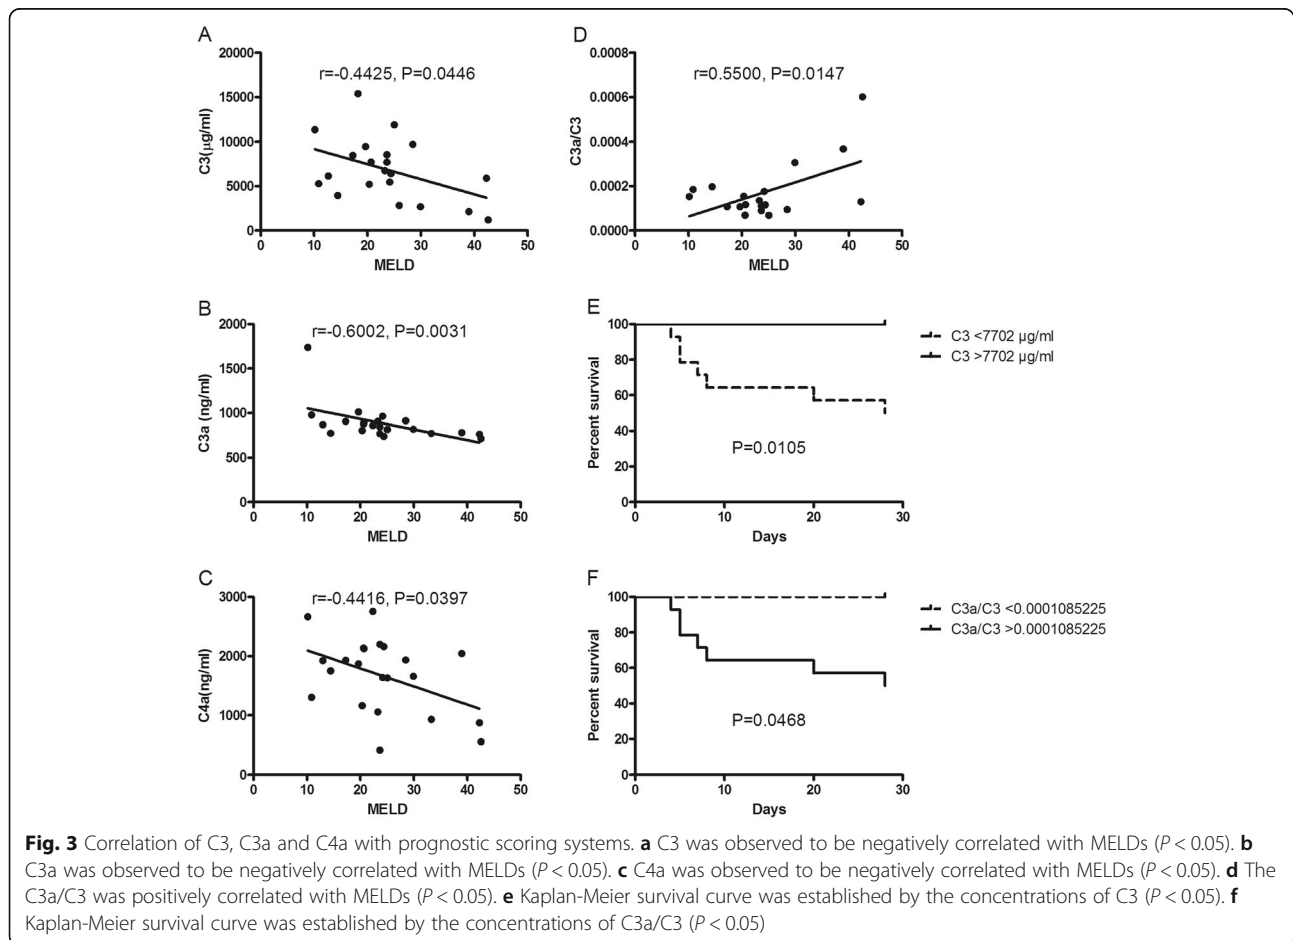 A
20000
15000
10000
5000
0
C3(μg/ml)
r=-0.4425, P=0.0446
0 10 20 30 40 50
MELD
D
0.0008
0.0006
0.0004
0.0002
0.0000
C3a/C3
r=0.5500, P=0.0147
0 10 20 30 40 50
MELD
B
2000
1500
1000
500
0
C3a (ng/ml)
r=-0.6002, P=0.0031
0 10 20 30 40 50
MELD
E
100
80
60
40
20
0
Percent survival
P=0.0105
0 10 20 30
Days
C3 <7702 μg/ml
C3 >7702 μg/ml
C
3000
2000
1000
0
C4a(ng/ml)
r=-0.4416, P=0.0397
0 10 20 30 40 50
MELD
F
100
80
60
40
20
0
Percent survival
P=0.0468
0 10 20 30
Days
C3a/C3 <0.0001085225
C3a/C3 >0.0001085225
Fig. 3 Correlation of C3, C3a and C4a with prognostic scoring systems. a C3 was observed to be negatively correlated with MELDs (P < 0.05). b
C3a was observed to be negatively correlated with MELDs (P < 0.05). c C4a was observed to be negatively correlated with MELDs (P < 0.05). d The
C3a/C3 was positively correlated with MELDs (P < 0.05). e Kaplan-Meier survival curve was established by the concentrations of C3 (P < 0.05). f
Kaplan-Meier survival curve was established by the concentrations of C3a/C3 (P < 0.05)